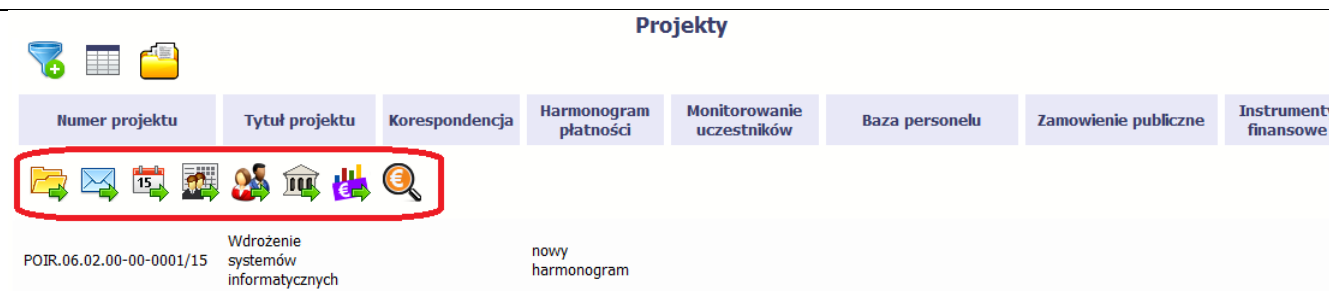 Projekty
Numer projektu
Tytuł projektu
Korespondencja
Harmonogram
płatności
Monitorowanie
uczestników
Baza personelu
Zamowienie publiczne
Instrumenty
finansowe
15
€
€
POIR.06.02.00-00-0001/15
Wdrożenie
systemów
informatycznych
nowy
harmonogram